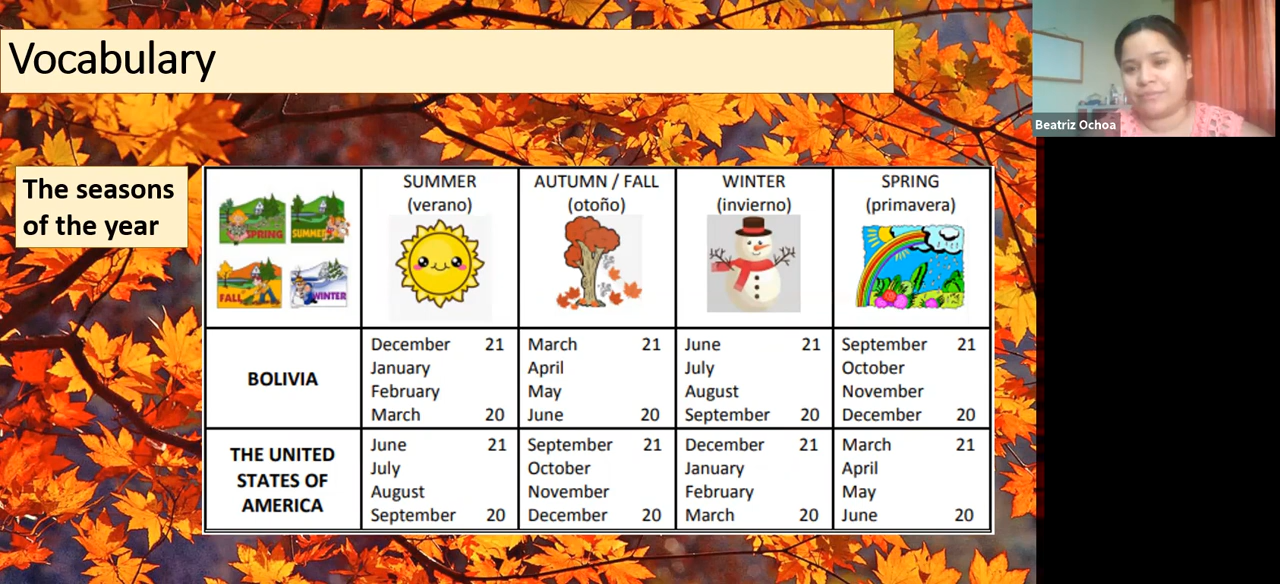 Vocabulary
Beatriz Ochoa
The seasons
of the year
SPRING
SUMMER
FALL
WINTER
SUMMER
(verano)
AUTUMN / FALL
(otoño)
WINTER
(invierno)
SPRING
(primavera)
BOLIVIA
December 21
January
February
March 20
March 21
April
May
June 20
June 21
July
August
September 20
September 21
October
November
December 20
THE UNITED
STATES OF
AMERICA
June 21
July
August
September 20
September 21
October
November
December 20
December 21
January
February
March 20
March 21
April
May
June 20